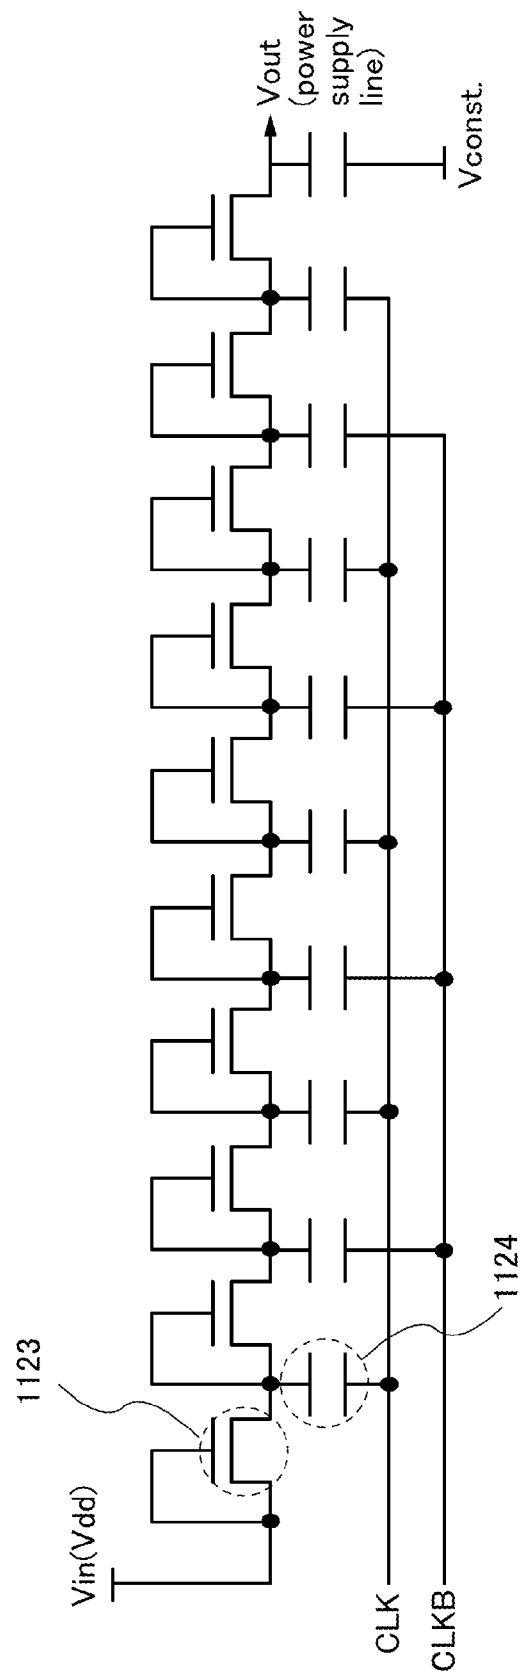 Vin(Vdd)
1123
Vout
(power
supply
line)
Vconst.
CLK
CLKB
1124